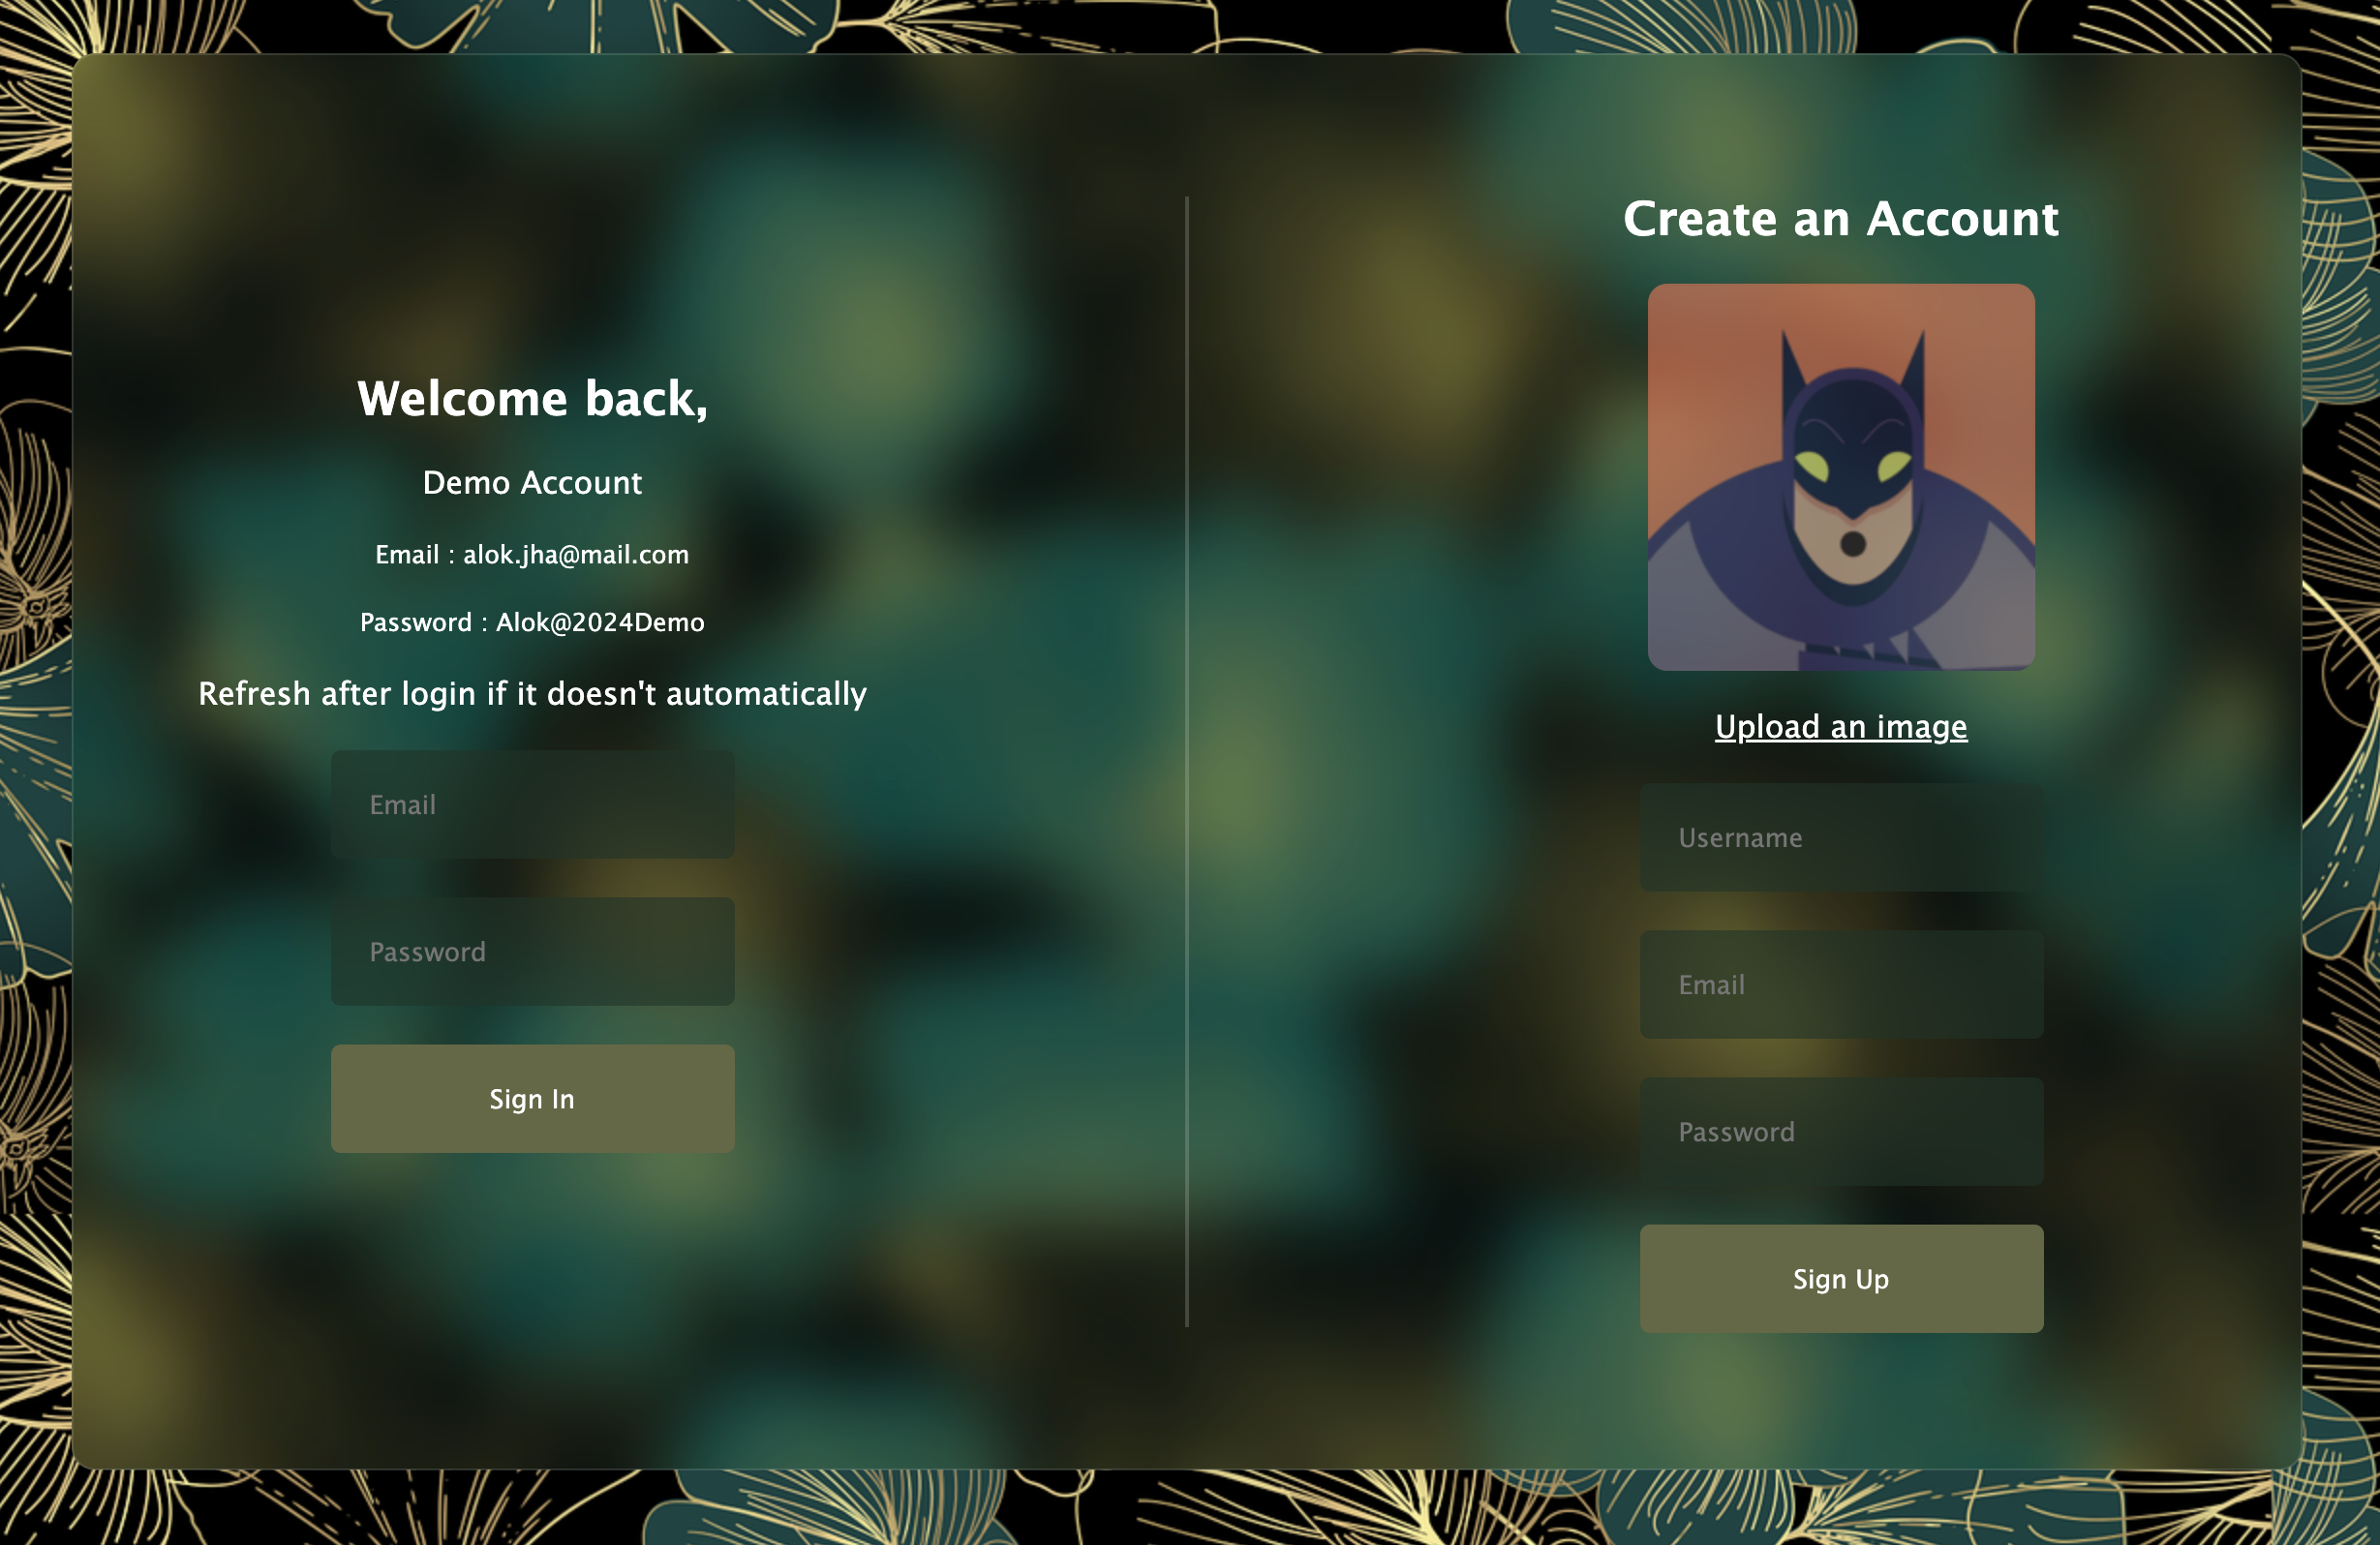 Welcome back,
Demo Account
Email : alok.jha@mail.com
Password : Alok@2024Demo
Refresh after login if it doesn't automatically
Email
Password
Sign In
Create an Account
Upload an image
Username
Email
Password
Sign Up